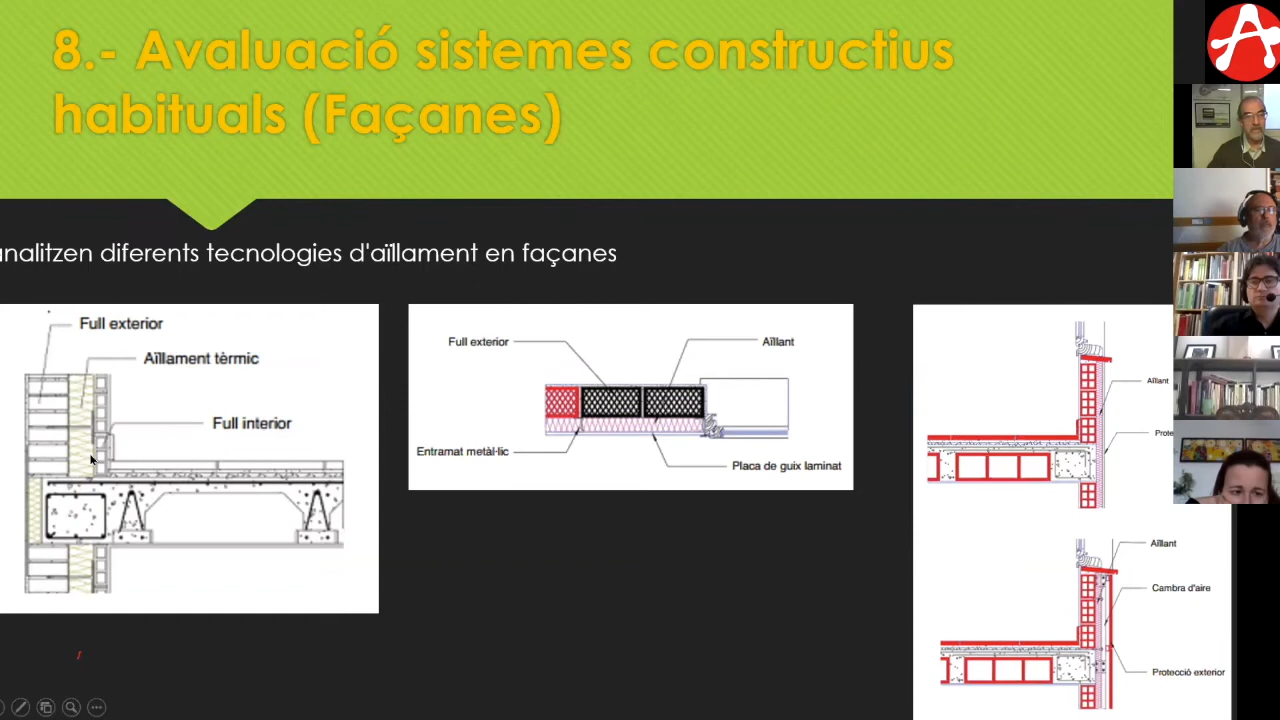 8.- Avaluació sistemes constructius
habituals (Façanes)
analitzen diferents tecnologies d'aïllament en façanes
Full exterior
Aïllament tèrmic
Full interior
Full exterior
Aïllant
Entramat metàl·lic
Placa de guix laminat
Aïllant
Prote
Aïllant
Cambra d'aire
Protecció exterior